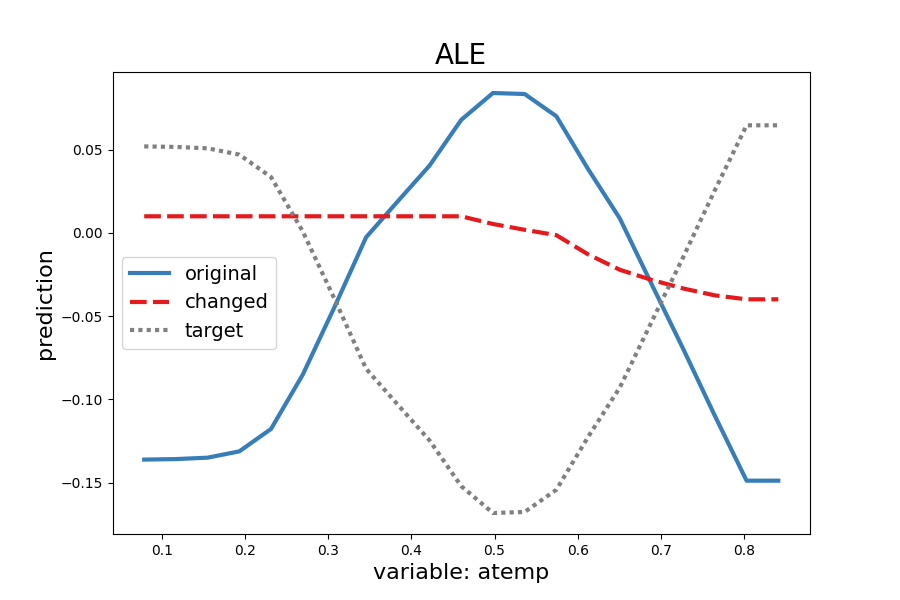 ALE
prediction
0.05
0.00
−0.05
−0.10
−0.15
original
changed
target
0.1 0.2 0.3 0.4 0.5 0.6 0.7 0.8
variable: atemp